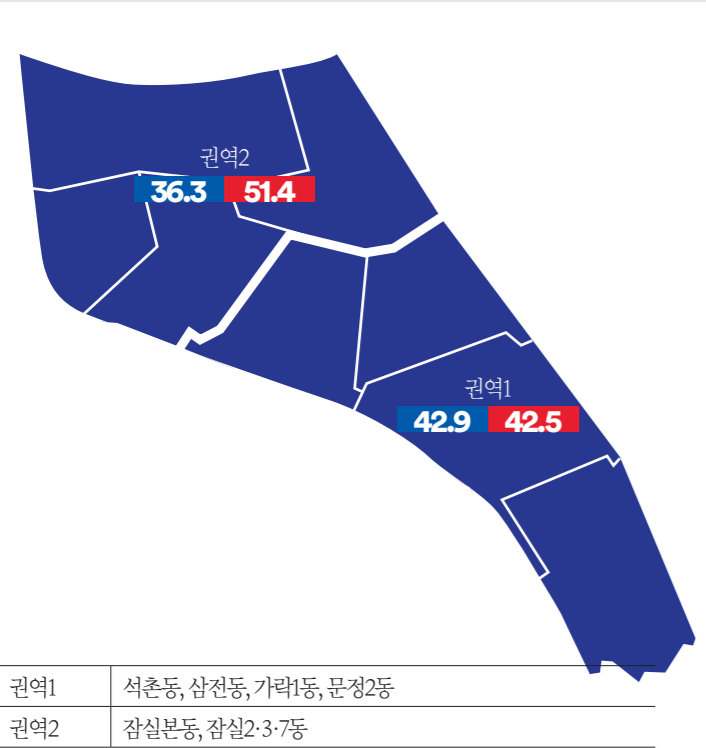 권역2
36.3 51.4
권역1
42.9 42.5
권역1 석촌동, 삼전동, 가락1동, 문정2동
권역2 잠실본동, 잠실2·3·7동